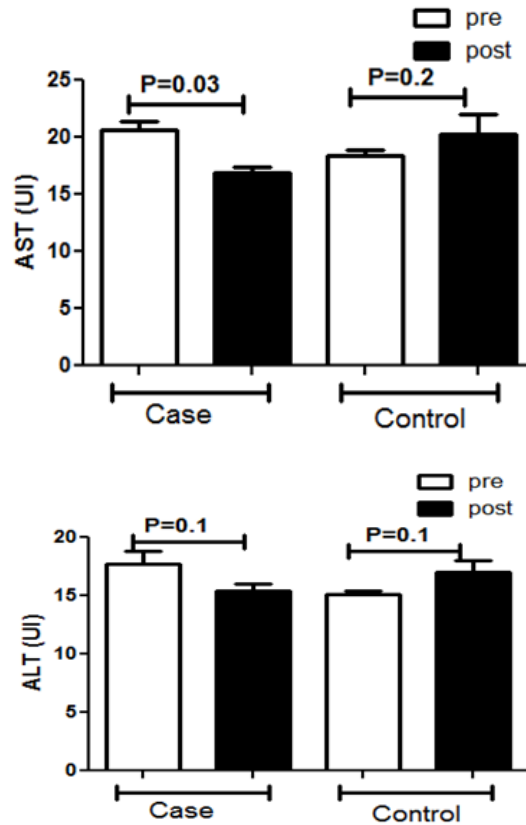 pre
post
P=0.03
P=0.2
25
20
15
10
5
0
AST (UI)
Case
Control
pre
post
P=0.1
P=0.1
20
15
10
5
0
ALT (UI)
Case
Control